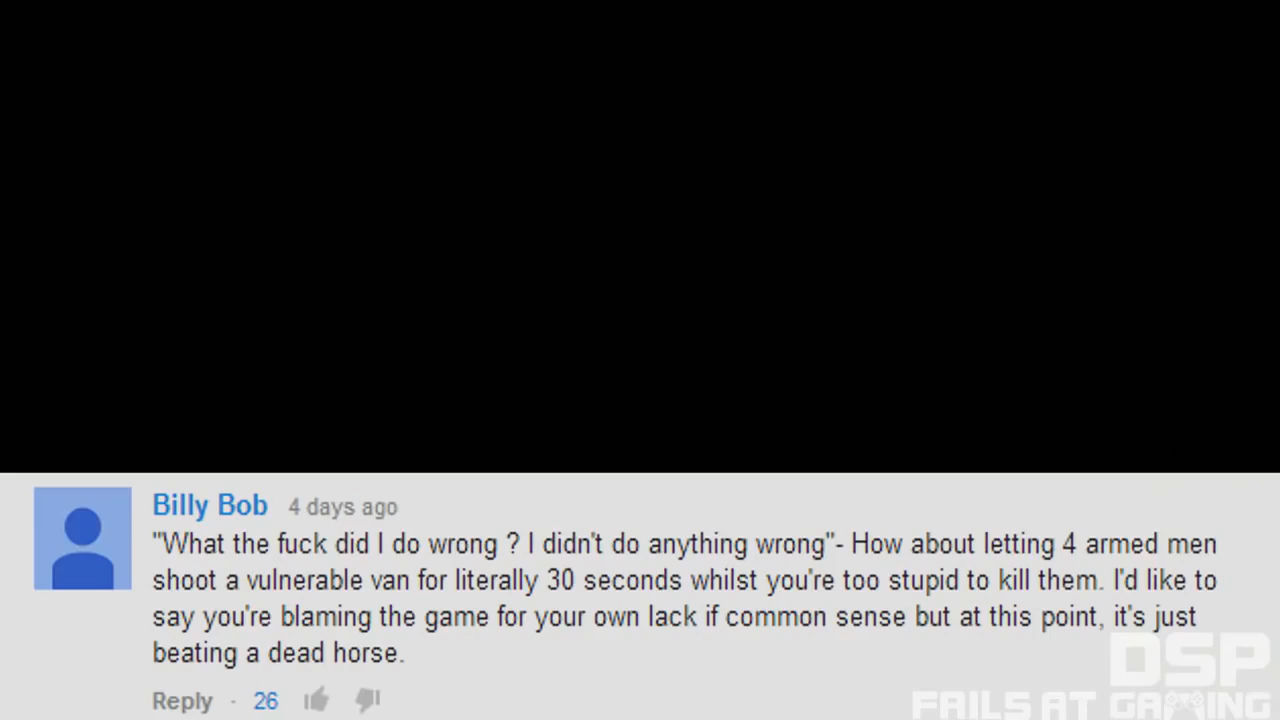 Billy Bob 4 days ago
"What the fuck did I do wrong ? I didn't do anything wrong"- How about letting 4 armed men
shoot a vulnerable van for literally 30 seconds whilst you're too stupid to kill them. I'd like to
say you're blaming the game for your own lack if common sense but at this point, it's just
beating a dead horse.
Reply · 26
DSP
FAILS AT GAMING